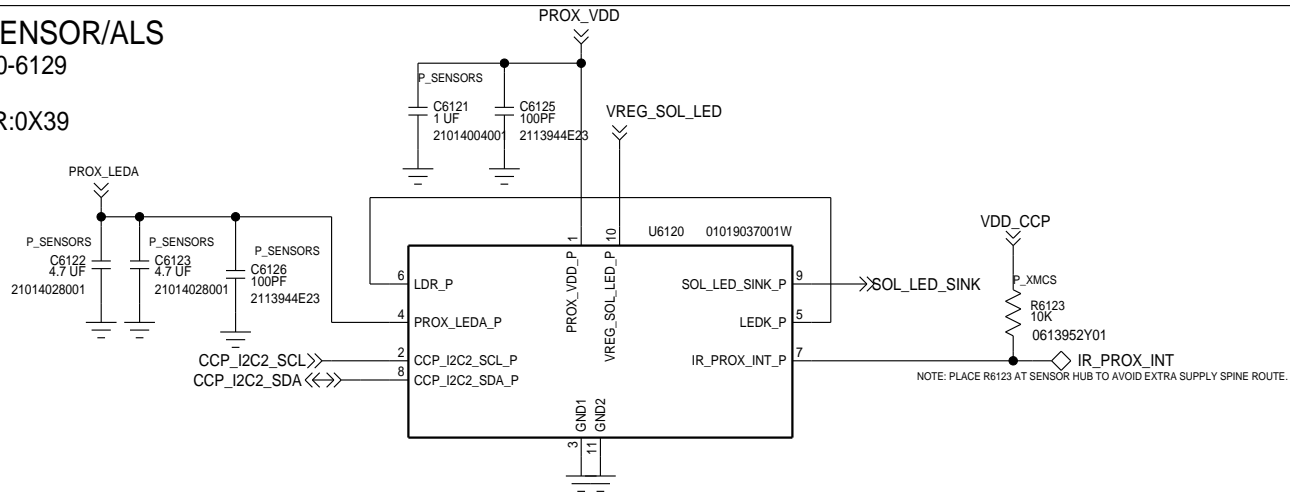 ENSOR/ALS
0-6129
R:0X39
PROX_VDD
P_SENSORS
C6121
1 UF
21014004001
C6125
100PF
2113944E23
VREG_SOL_LED
PROX_LEDA
P_SENSORS
C6122
4.7 UF
21014028001
P_SENSORS
C6123
4.7 UF
21014028001
P_SENSORS
C6126
100PF
2113944E23
U6120 01019037001W
1
PROX_VDD_P
10
VREG_SOL_LED_P
6 LDR_P
4 PROX_LEDA_P
CCP_I2C2_SCL 2 CCP_I2C2_SCL_P
CCP_I2C2_SDA 8 CCP_I2C2_SDA_P
SOL_LED_SINK_P 9 SOL_LED_SINK
LEDK_P 5
IR_PROX_INT_P 7
GND1
3
GND2
11
VDD_CCP
P_XMCS
R6123
10K
0613952Y01
IR_PROX_INT
NOTE: PLACE R6123 AT SENSOR HUB TO AVOID EXTRA SUPPLY SPINE ROUTE.